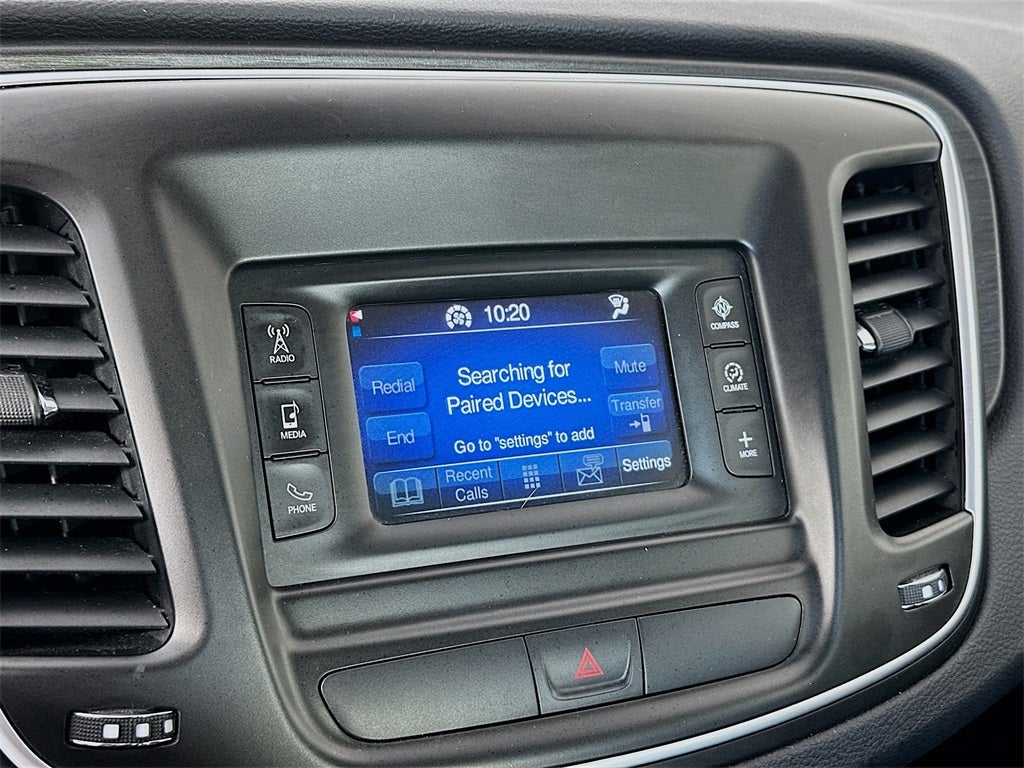 10:20
RADIO
MEDIA
PHONE
Redial
End
Searching for
Paired Devices...
Go to "settings" to add
Mute
Transfer
Recent
Calls
Settings
COMPASS
CLIMATE
+
MORE